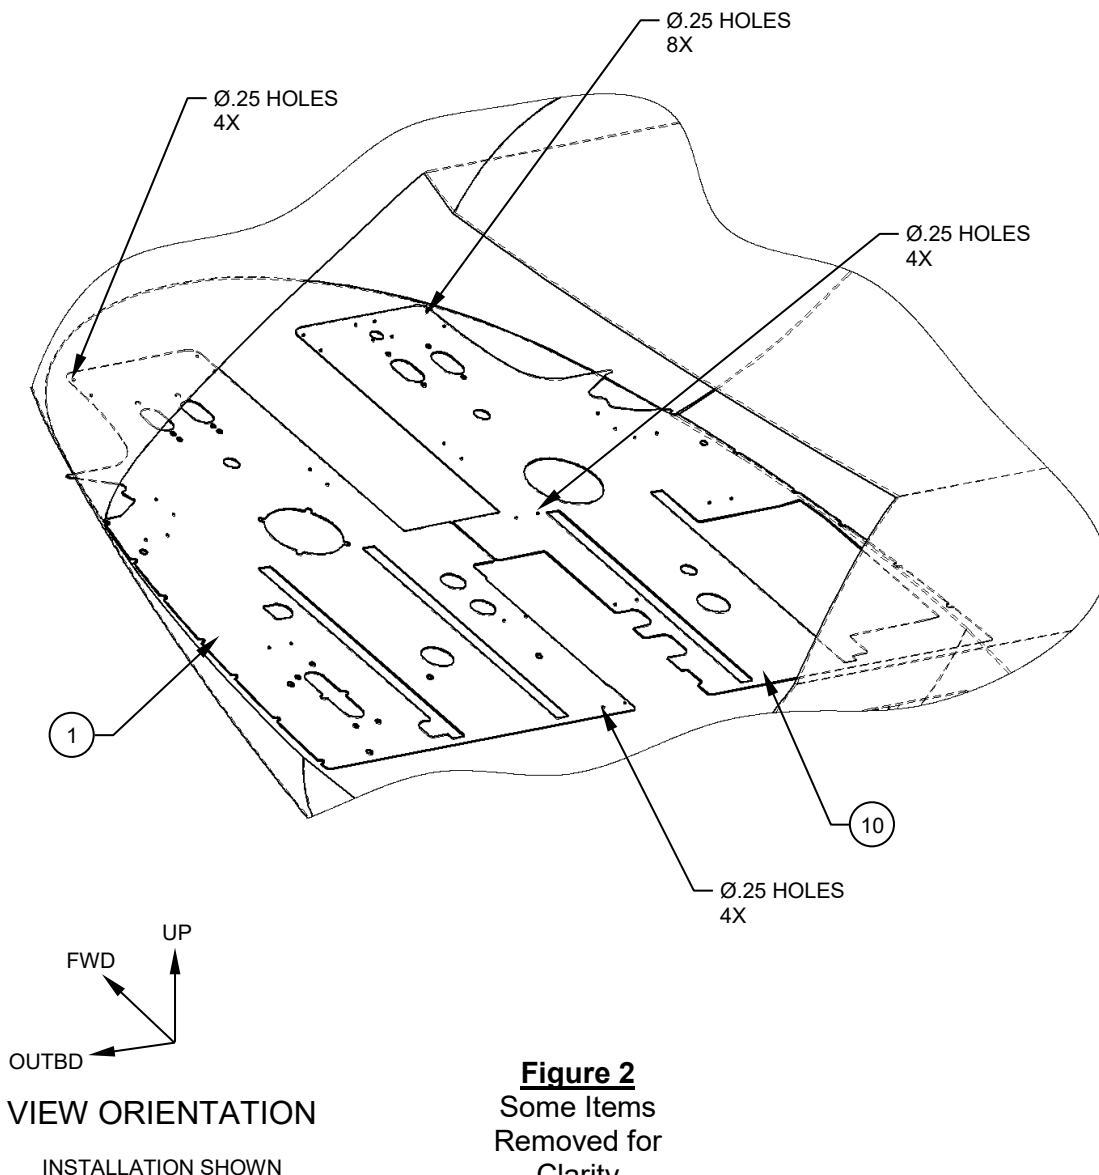 Ø.25 HOLES
8X
Ø.25 HOLES
4X
Ø.25 HOLES
4X
1
10
Ø.25 HOLES
4X
UP
FWD
OUTBD
VIEW ORIENTATION
INSTALLATION SHOWN
Figure 2
Some Items
Removed for
Clarity